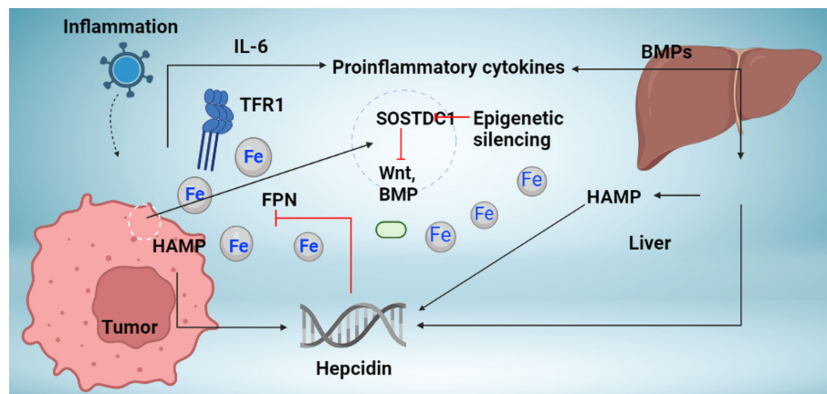 Inflammation
IL-6
BMPs
Proinflammatory cytokines
TFR1
SOSTDC1
Epigenetic
silencing
Fe
Wnt,
BMP
Fe
Fe
FPN
HAMP
Fe
HAMP
Fe
Fe
Fe
Liver
Tumor
Hepcidin